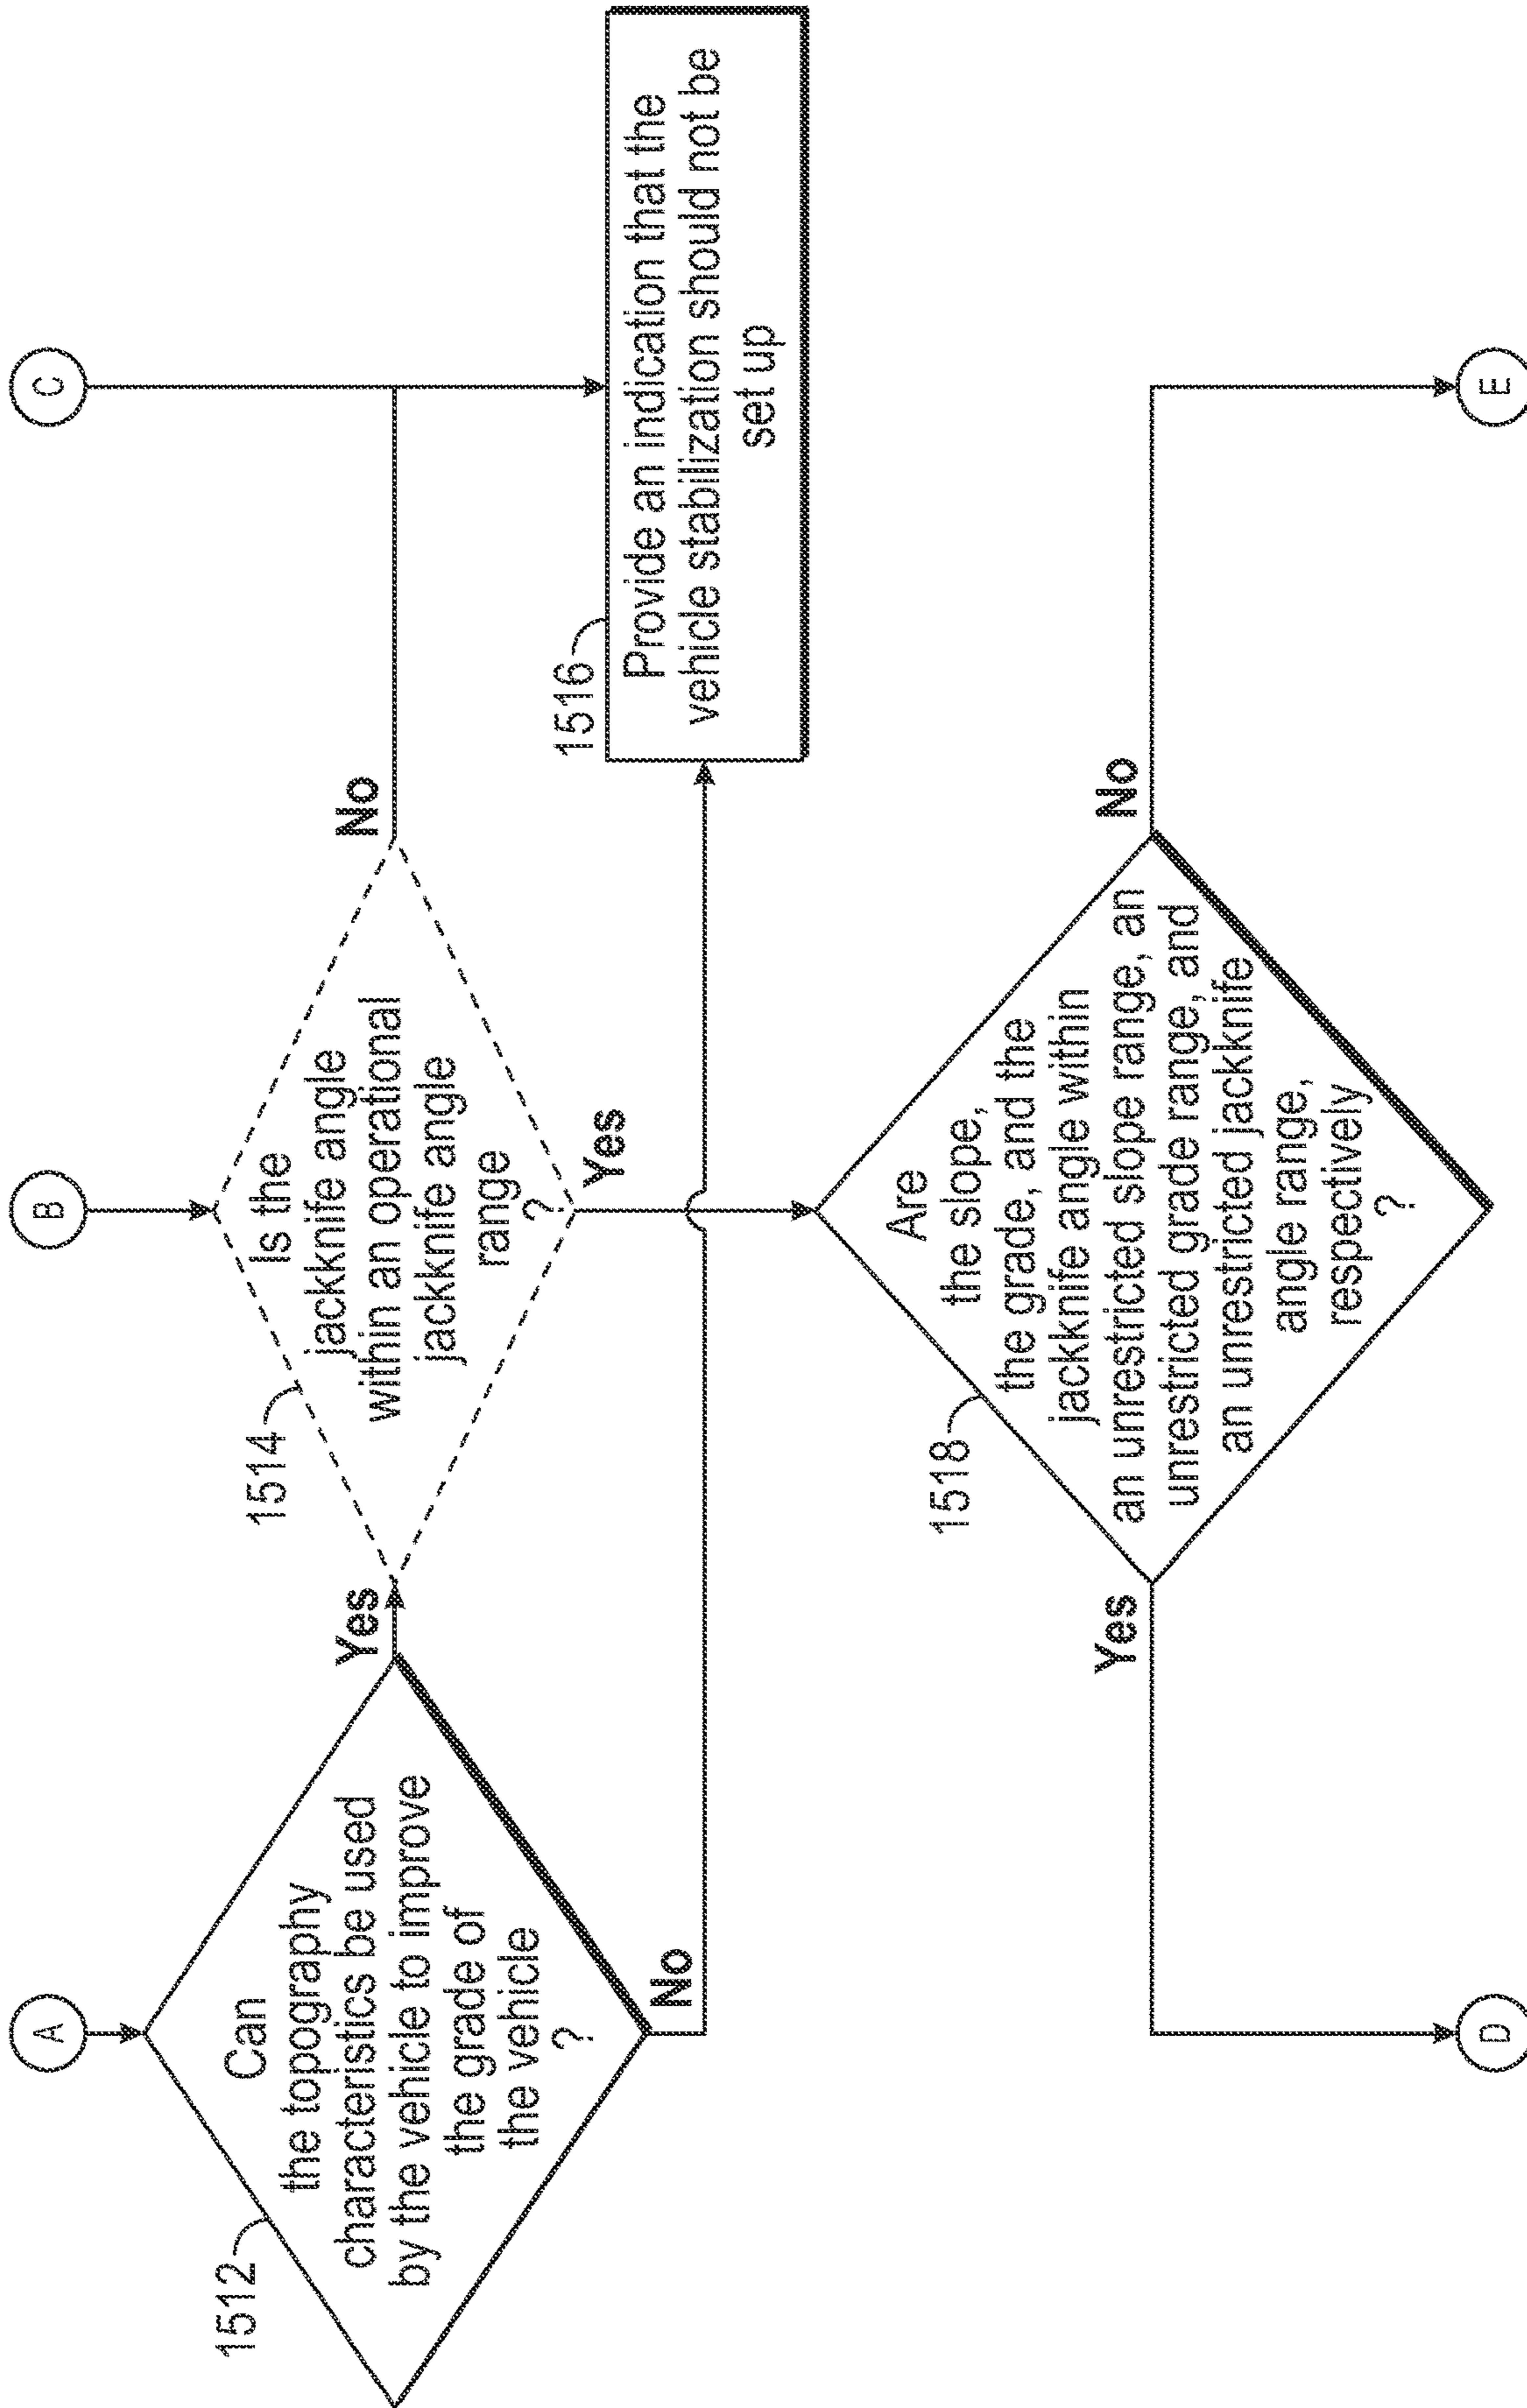 A
B
C
1512
Can
the topography
characteristics be used
by the vehicle to improve
the grade of
the vehicle
?
Yes
No
1514
Is the
jackknife angle
within an operational
jackknife angle
range
?
No
Yes
1516
Provide an indication that the
vehicle stabilization should not be
set up
1518
Are
the slope,
the grade, and the
jackknife angle within
an unrestricted slope range, an
unrestricted grade range, and
an unrestricted jackknife
angle range,
respectively
?
Yes
No
D
E